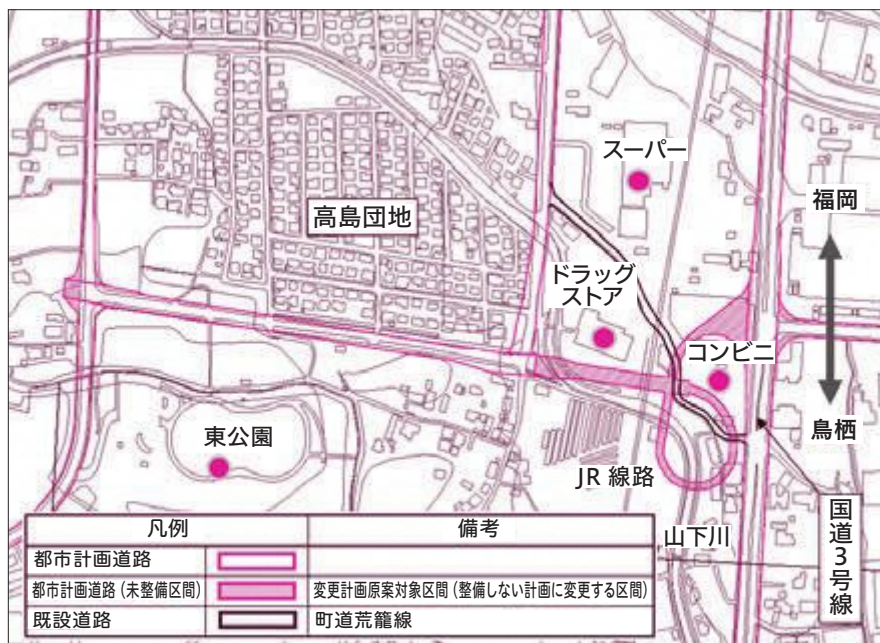 スーパー
福岡
高島団地
ドラッグ
ストア
コンビニ
鳥栖
東公園
JR 線路
山下川
国道3号線
凡例 備考
都市計画道路
都市計画道路（未整備区間） 変更計画原案対象区間（整備しない計画に変更する区間）
既設道路 町道荒籠線